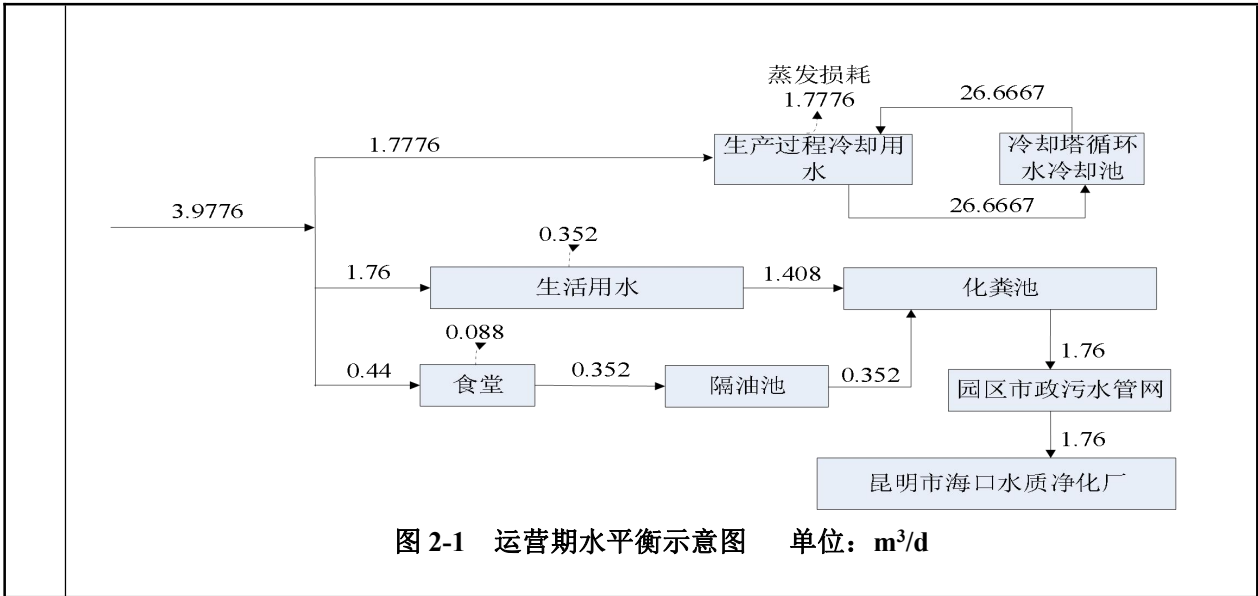 蒸发损耗
1.7776
26.6667
1.7776
生产过程冷却用
水
冷却塔循环
水冷却池
3.9776
26.6667
0.352
1.76
生活用水
1.408
化粪池
0.088
1.76
0.44
食堂
0.352
隔油池
0.352
园区市政污水管网
1.76
昆明市海口水质净化厂
图 2-1 运营期水平衡示意图 单位：m³/d